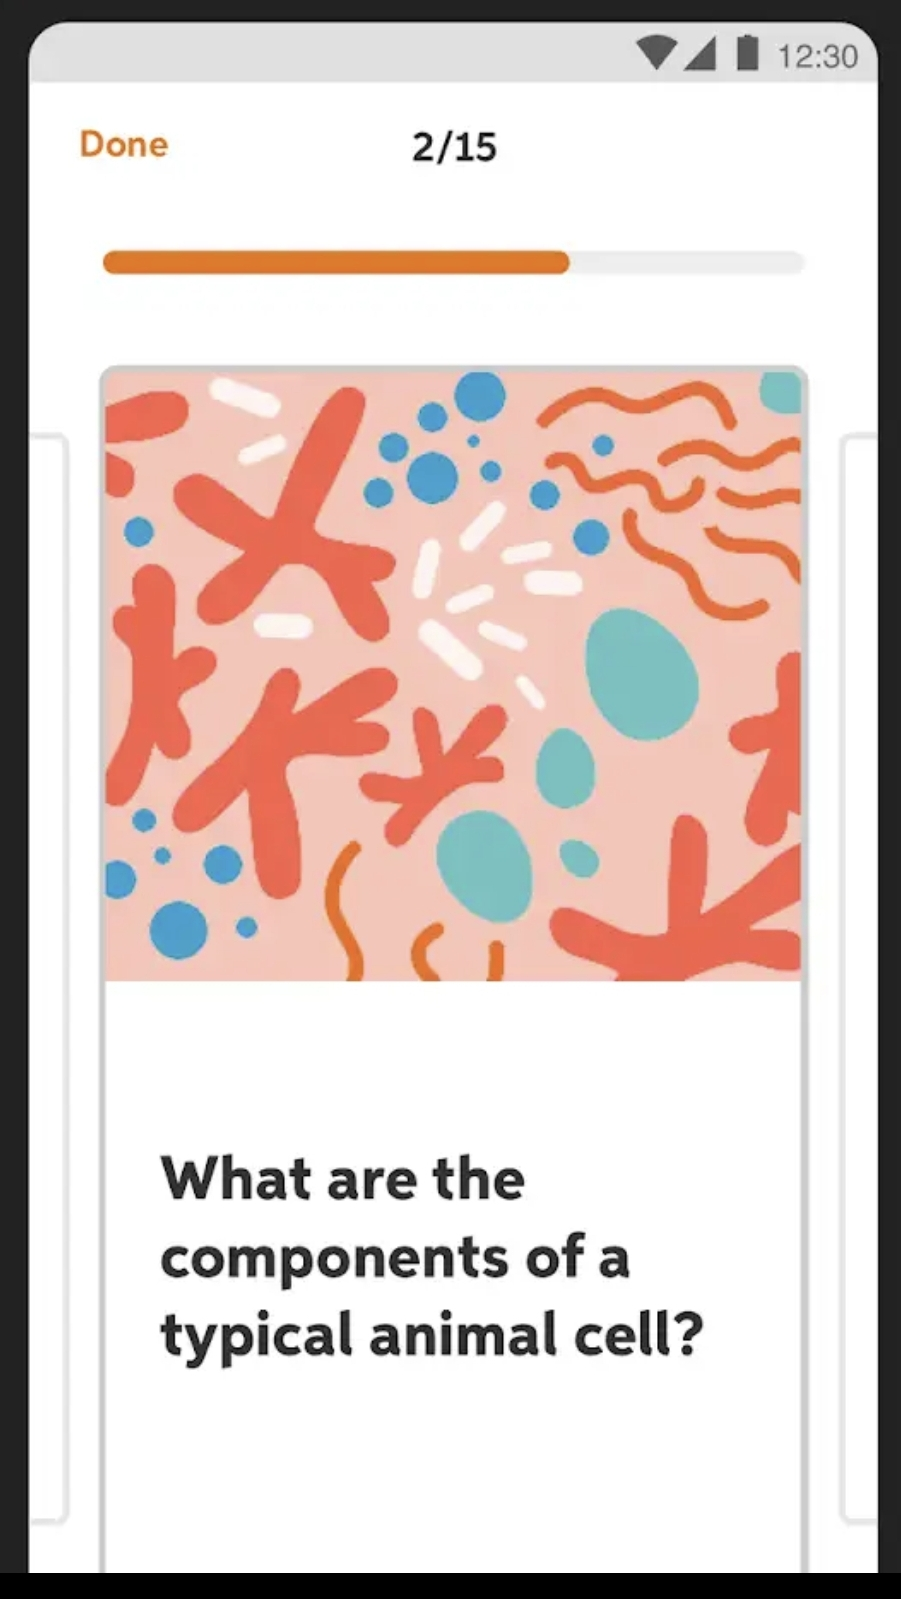 12:30
Done
2/15
What are the
components of a
typical animal cell?